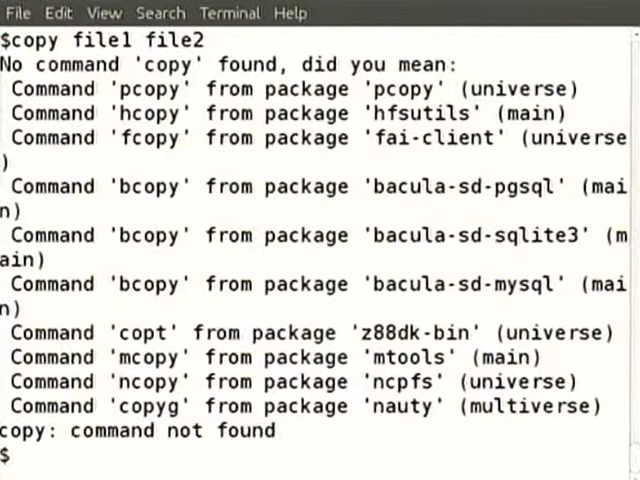 File Edit View Search Terminal Help
$copy file1 file2
No command 'copy' found, did you mean:
 Command 'pcopy' from package 'pcopy' (universe)
 Command 'hcopy' from package 'hfsutils' (main)
 Command 'fcopy' from package 'fai-client' (universe
)
 Command 'bcopy' from package 'bacula-sd-pgsql' (mai
n)
 Command 'bcopy' from package 'bacula-sd-sqlite3' (m
ain)
 Command 'bcopy' from package 'bacula-sd-mysql' (mai
n)
 Command 'copt' from package 'z88dk-bin' (universe)
 Command 'mcopy' from package 'mtools' (main)
 Command 'ncopy' from package 'ncpfs' (universe)
 Command 'copyg' from package 'nauty' (multiverse)
copy: command not found
$